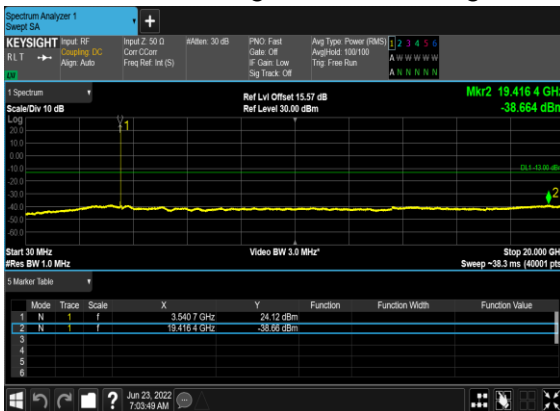 Spectrum Analyzer 1
Swept SA
KEYSIGHT Input: RF Input Z: 50 Ω #Atten: 30 dB PNO: Fast Avg Type: Power (RMS) 1 2 3 4 5 6
RLT Coupling: DC Corr CCorr Gate: Off Avg|Hold: 100/100 A W W W W W
Align: Auto Freq Ref: Int (S) IF Gain: Low Trig: Free Run
Sig Track: Off A N N N N N
1 Spectrum Ref Lvl Offset 15.57 dB Mkr2 19.416 4 GHz
Scale/Div 10 dB Ref Level 30.00 dBm -38.664 dBm
Log
20.0
10.0
0.00
-10.0
DL1 -13.00 dBm
-20.0
-30.0
-40.0
-50.0
-60.0
1
2
Start 30 MHz Video BW 3.0 MHz* Stop 20.000 GHz
#Res BW 1.0 MHz Sweep ~38.3 ms (40001 pts)
5 Marker Table
Mode Trace Scale X Y Function Function Width Function Value
1 N 1 f 3.540 7 GHz 24.12 dBm
2 N 1 f 19.416 4 GHz -38.66 dBm
3
4
5
6
? Jun 23, 2022
7:03:49 AM